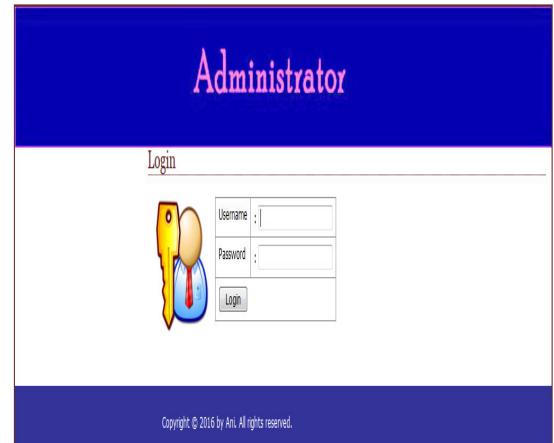 Administrator
Login
Username :
Password :
Login
Copyright © 2016 by Ani. All rights reserved.